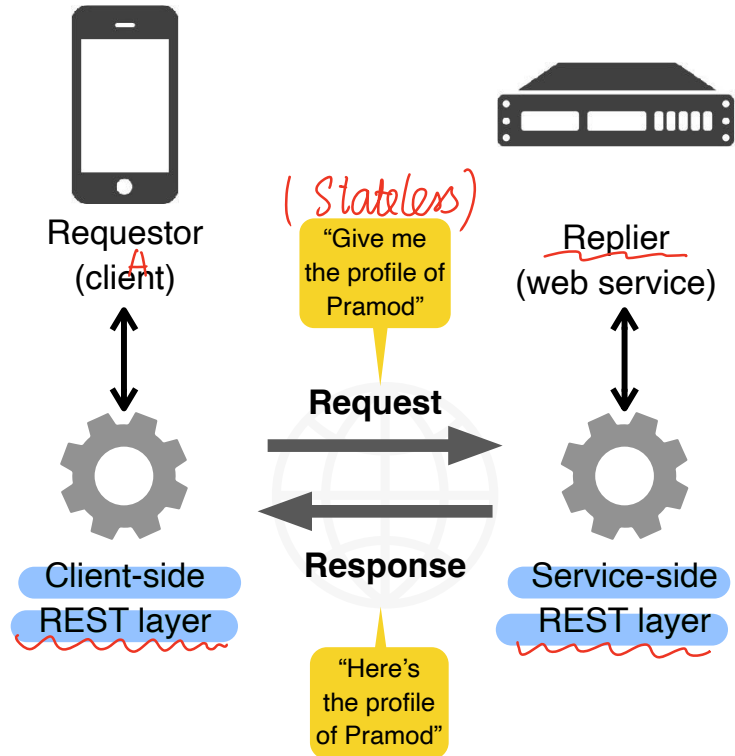 (Stateless)
Requestor
A
(client)
“Give me
the profile of
Pramod”
Replier
(web service)
Request
Response
Client-side
REST layer
Service-side
REST layer
“Here’s
the profile
of Pramod”